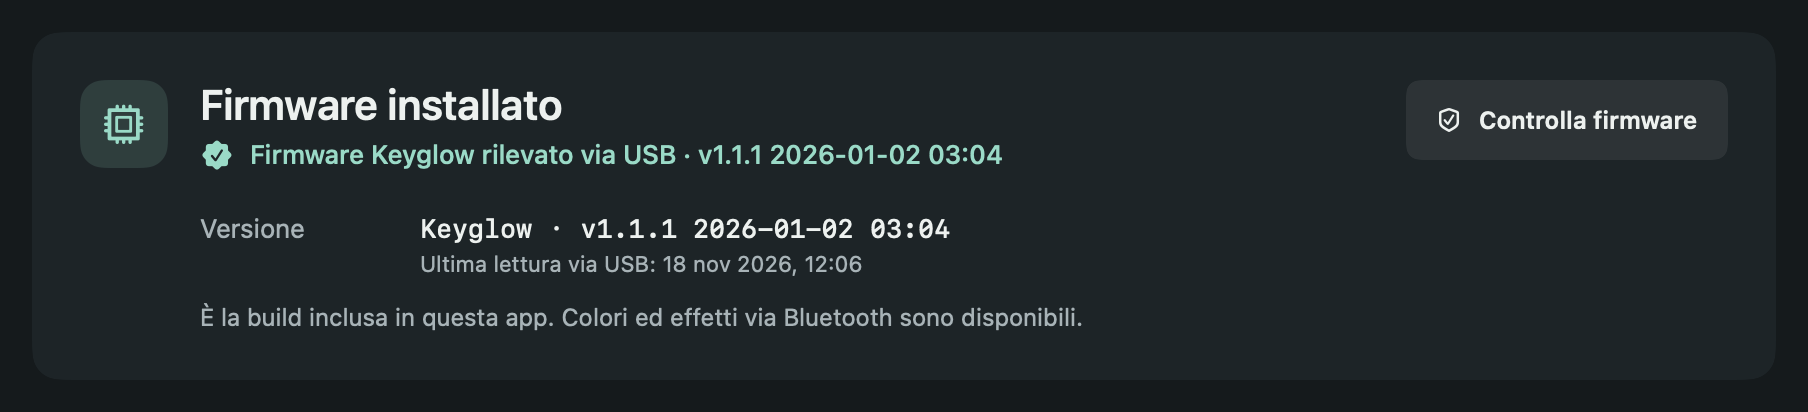 Firmware installato
Firmware Keyglow rilevato via USB · v1.1.1 2026-01-02 03:04
Controlla firmware
Versione
Keyglow · v1.1.1 2026-01-02 03:04
Ultima lettura via USB: 18 nov 2026, 12:06
È la build inclusa in questa app. Colori ed effetti via Bluetooth sono disponibili.